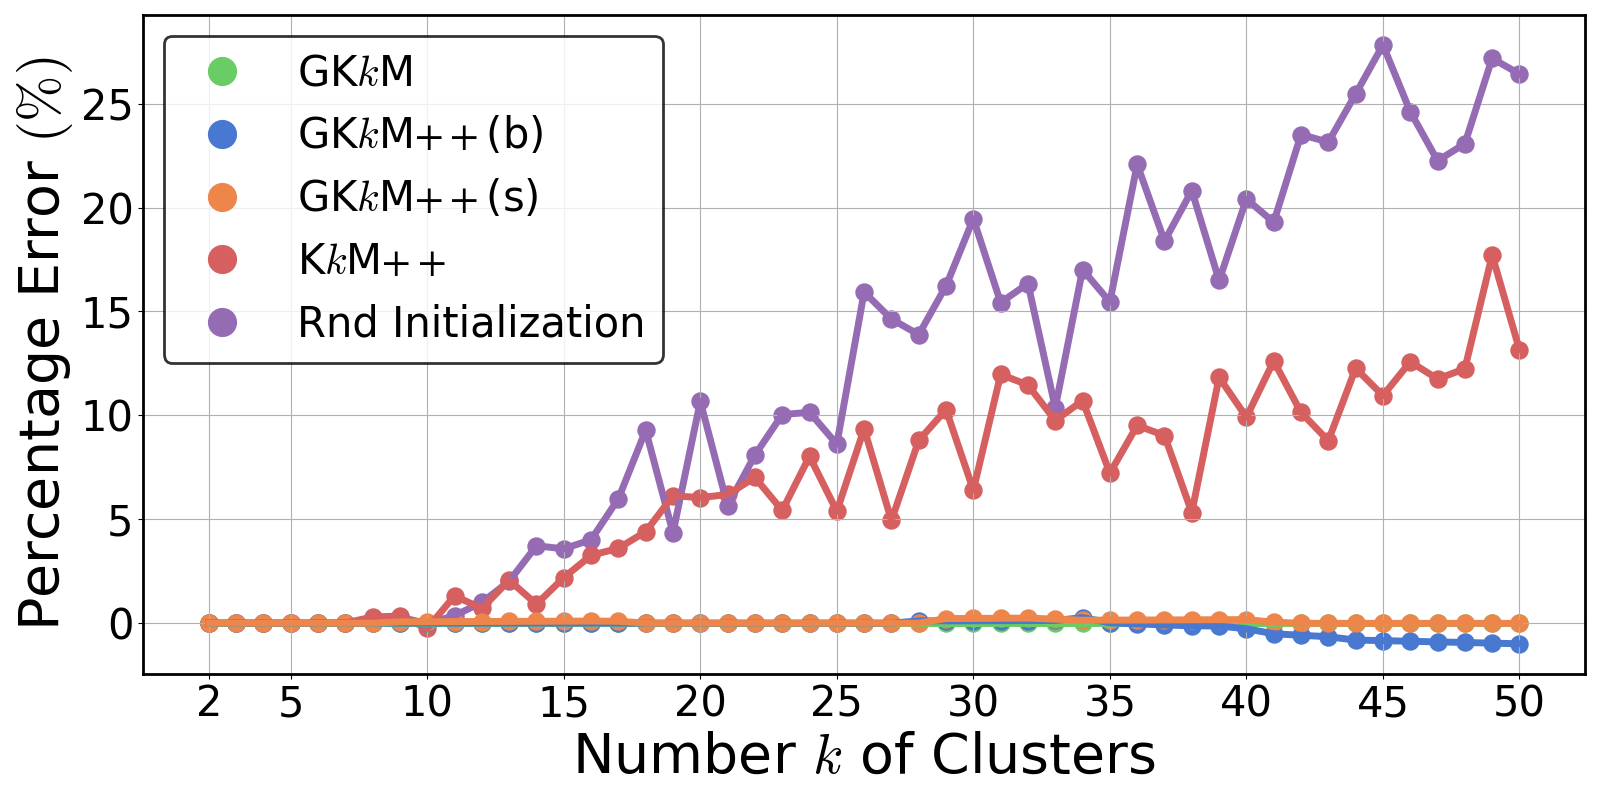 GKkM
GKkM++(b)
GKkM++(s)
KkM++
Rnd Initialization
Percentage Error (%)
25
20
15
10
5
0
2 5 10 15 20 25 30 35 40 45 50
Number k of Clusters